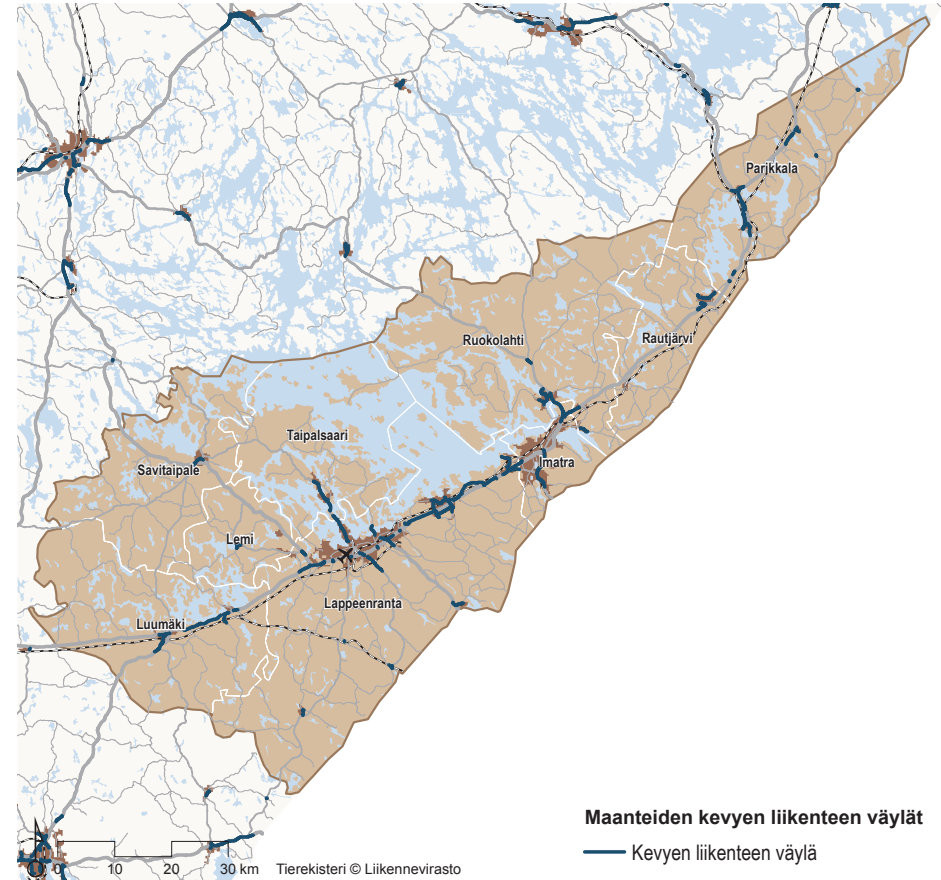 Parikkala
Ruokolahti
Rautjärvi
Taipalsaari
Imatra
Savitaipale
Lemi
Lappeenranta
Luumäki
Maanteiden kevyen liikenteen väylät
Kevyen liikenteen väylä
0 10 20 30 km Tierekisteri © Liikennevirasto